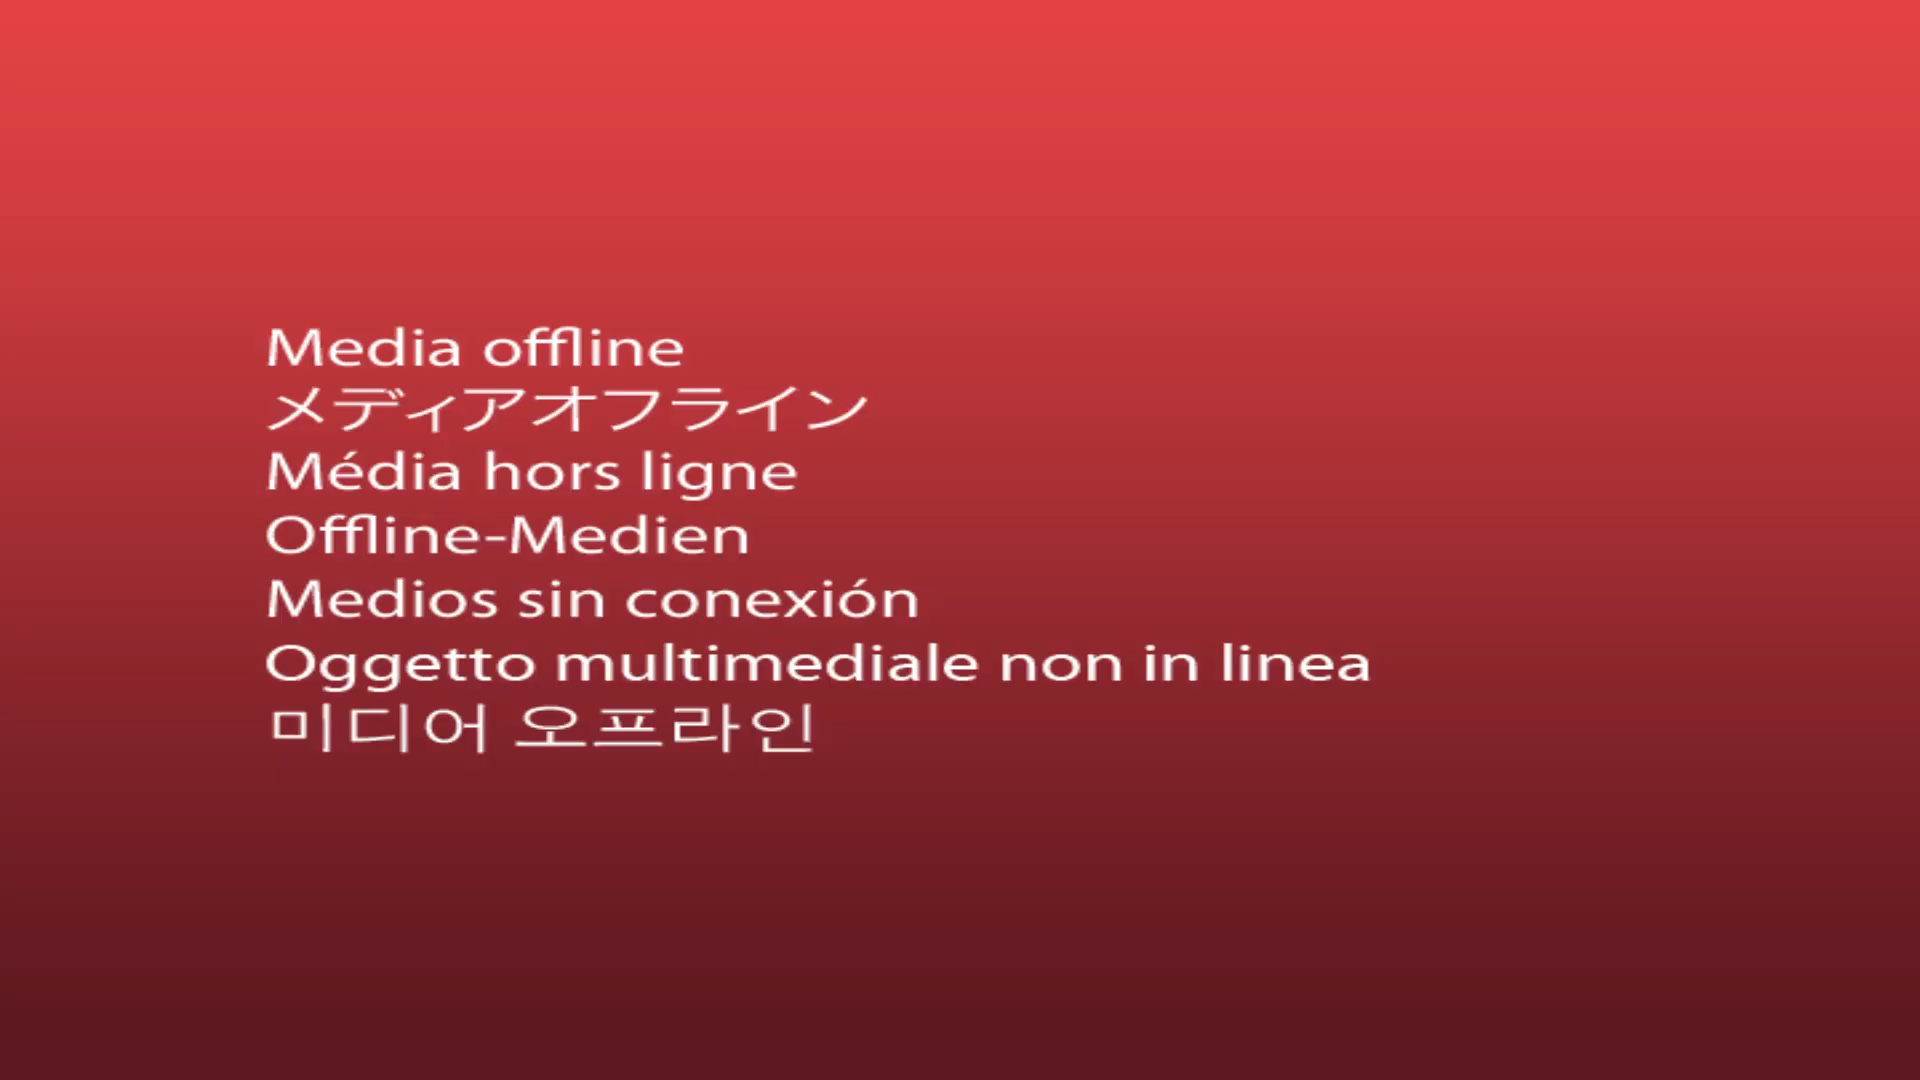 Media offline
メディアオフライン
Média hors ligne
Offline-Medien
Medios sin conexión
Oggetto multimediale non in linea
미디어 오프라인